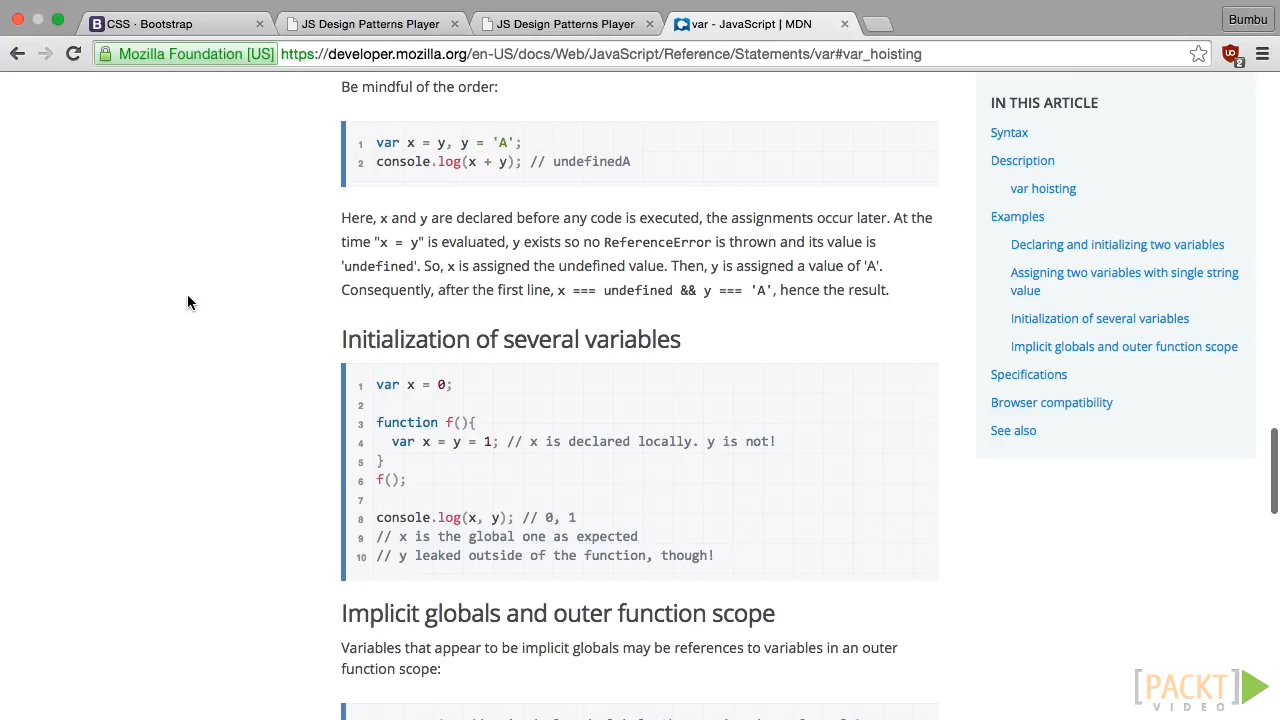 CSS · Bootstrap
JS Design Patterns Player
JS Design Patterns Player
var - JavaScript | MDN
Bumbu
Mozilla Foundation [US]
https://developer.mozilla.org/en-US/docs/Web/JavaScript/Reference/Statements/var#var_hoisting
2
Be mindful of the order:
1 var x = y, y = 'A';
2 console.log(x + y); // undefinedA
Here, x and y are declared before any code is executed, the assignments occur later. At the
time "x = y" is evaluated, y exists so no ReferenceError is thrown and its value is
'undefined'. So, x is assigned the undefined value. Then, y is assigned a value of 'A'.
Consequently, after the first line, x === undefined && y === 'A', hence the result.
Initialization of several variables
1 var x = 0;
2
3 function f(){
4 var x = y = 1; // x is declared locally. y is not!
5 }
6 f();
7
8 console.log(x, y); // 0, 1
9 // x is the global one as expected
10 // y leaked outside of the function, though!
Implicit globals and outer function scope
Variables that appear to be implicit globals may be references to variables in an outer
function scope:
IN THIS ARTICLE
Syntax
Description
var hoisting
Examples
Declaring and initializing two variables
Assigning two variables with single string
value
Initialization of several variables
Implicit globals and outer function scope
Specifications
Browser compatibility
See also
[PACKT]
VIDEO